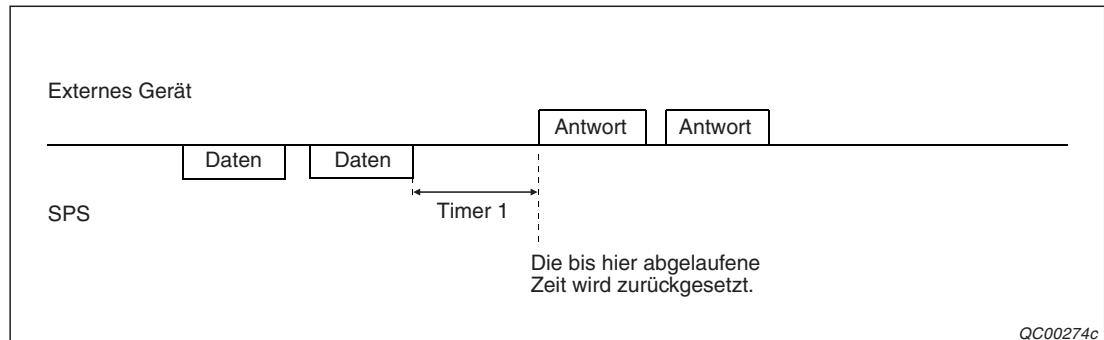 Externes Gerät
Antwort Antwort
Daten Daten
Timer 1
SPS
Die bis hier abgelaufene
Zeit wird zurückgesetzt.
QC00274c